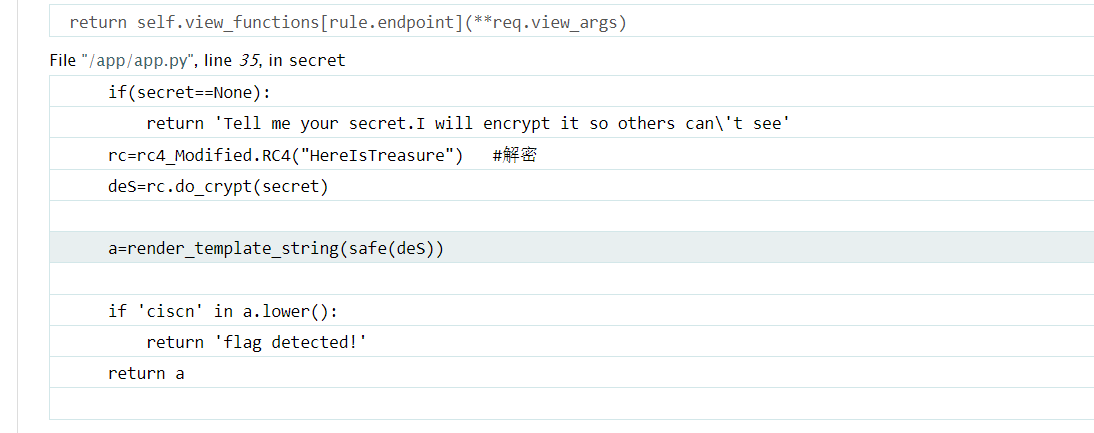 return self.view_functions[rule.endpoint](**req.view_args)
File "/app/app.py", line 35, in secret
if(secret==None):
return 'Tell me your secret.I will encrypt it so others can\'t see'
rc=rc4_Modified.RC4("HereIsTreasure")   #解密
deS=rc.do_crypt(secret)
a=render_template_string(safe(deS))
if 'ciscn' in a.lower():
return 'flag detected!'
return a